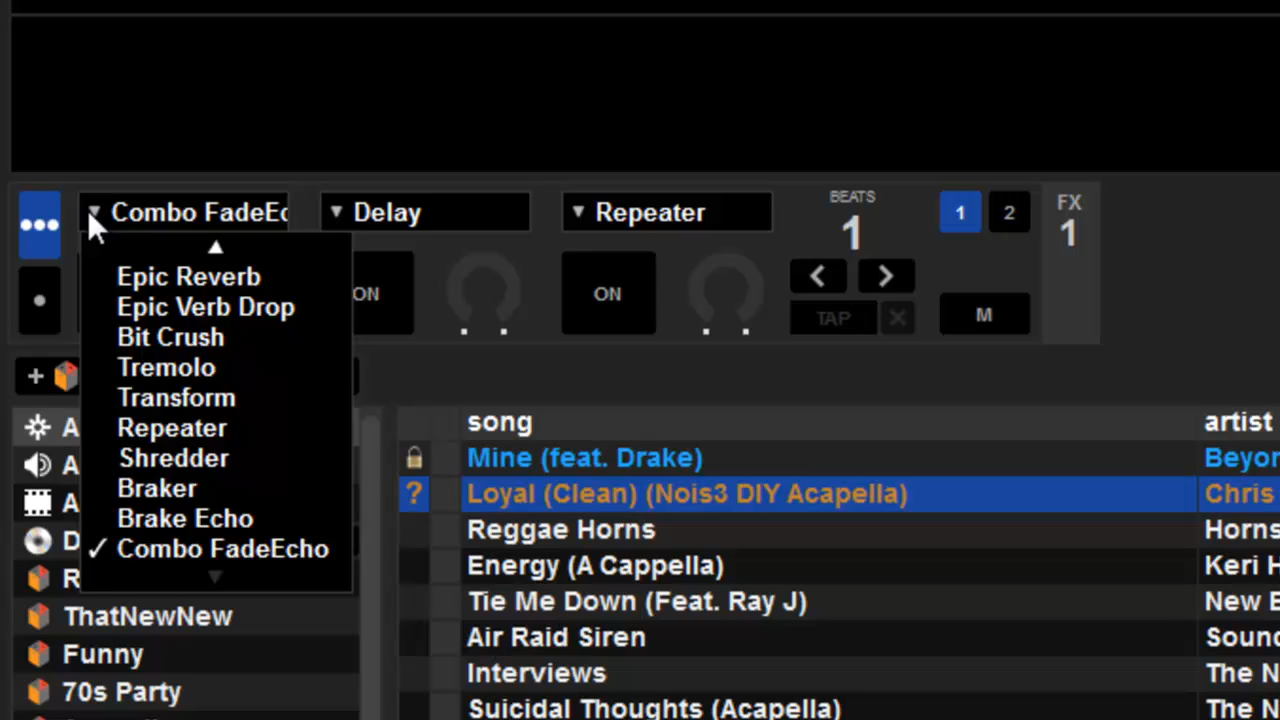 Combo FadeEc
Delay
Repeater
BEATS
1
1
2
FX
1
Epic Reverb
Epic Verb Drop
Bit Crush
Tremolo
Transform
Repeater
Shredder
Braker
Brake Echo
✓ Combo FadeEcho
ON
ON
<
>
TAP
X
M
+
A
A
A
D
R
ThatNewNew
Funny
70s Party
song
artist
Mine (feat. Drake)
Beyon
? Loyal (Clean) (Nois3 DIY Acapella)
Chris
Reggae Horns
Horns
Energy (A Cappella)
Keri H
Tie Me Down (Feat. Ray J)
New B
Air Raid Siren
Sound
Interviews
The N
Suicidal Thoughts (Acapella)
The N